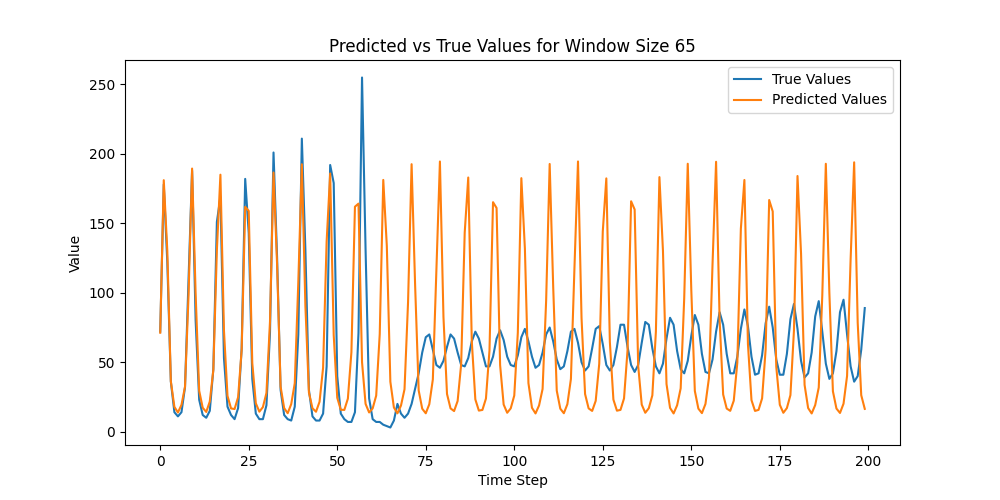 Predicted vs True Values for Window Size 65
True Values
Predicted Values
250
200
150
100
50
0
Value
0 25 50 75 100 125 150 175 200
Time Step